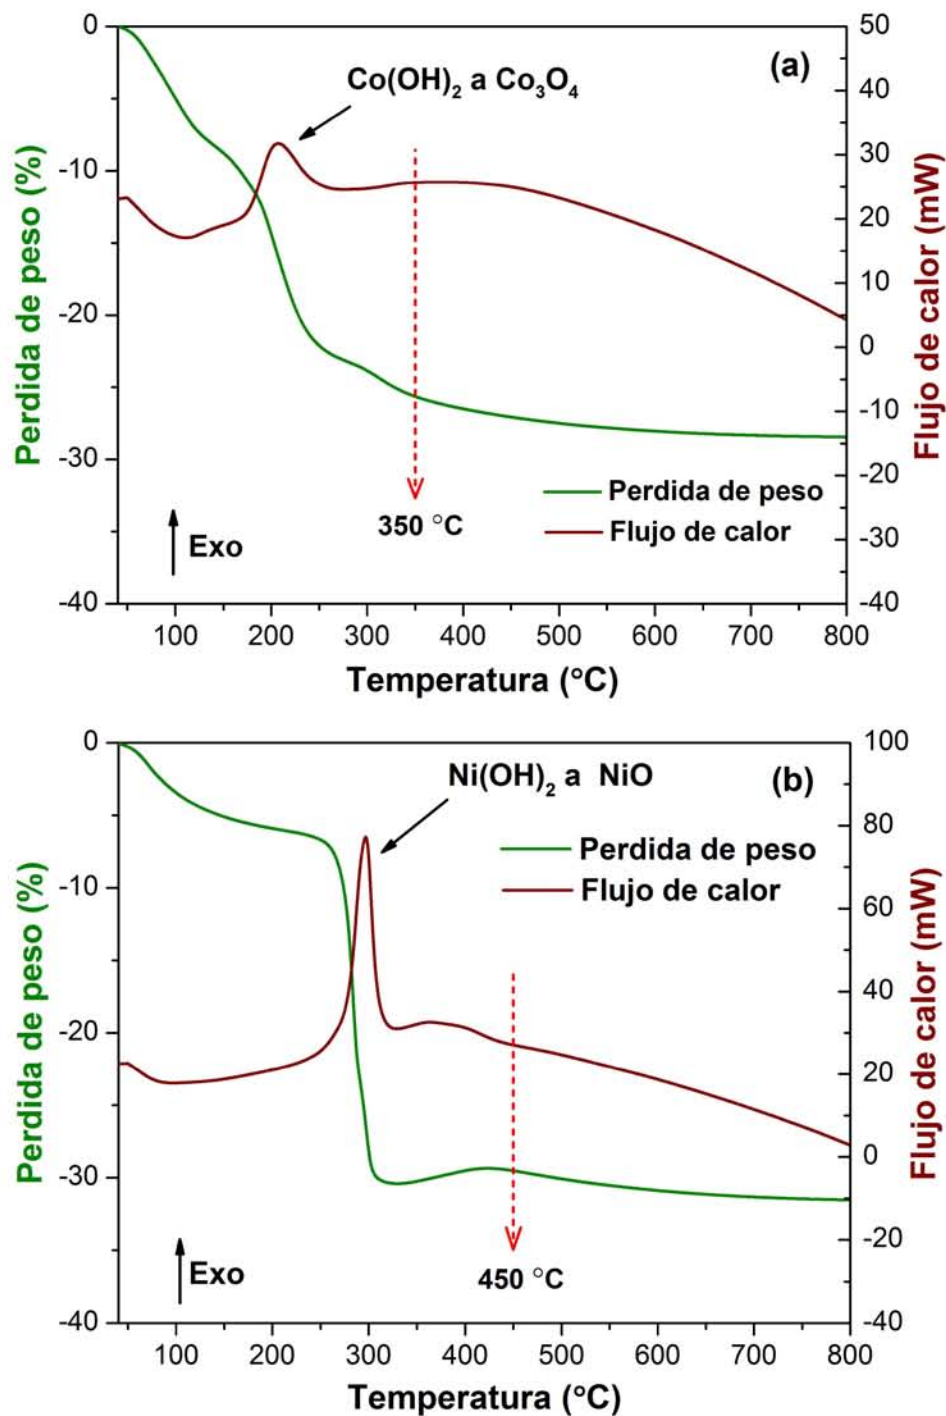 (a)
Co(OH)₂ a Co₃O₄
0
-10
-20
-30
-40
Perdida de peso (%)
50
40
30
20
10
0
-10
-20
-30
-40
Flujo de calor (mW)
Perdida de peso
Flujo de calor
350 °C
Exo
100 200 300 400 500 600 700 800
Temperatura (°C)
(b)
Ni(OH)₂ a NiO
0
-10
-20
-30
-40
Perdida de peso (%)
100
80
60
40
20
0
-20
-40
Flujo de calor (mW)
Perdida de peso
Flujo de calor
450 °C
Exo
100 200 300 400 500 600 700 800
Temperatura (°C)